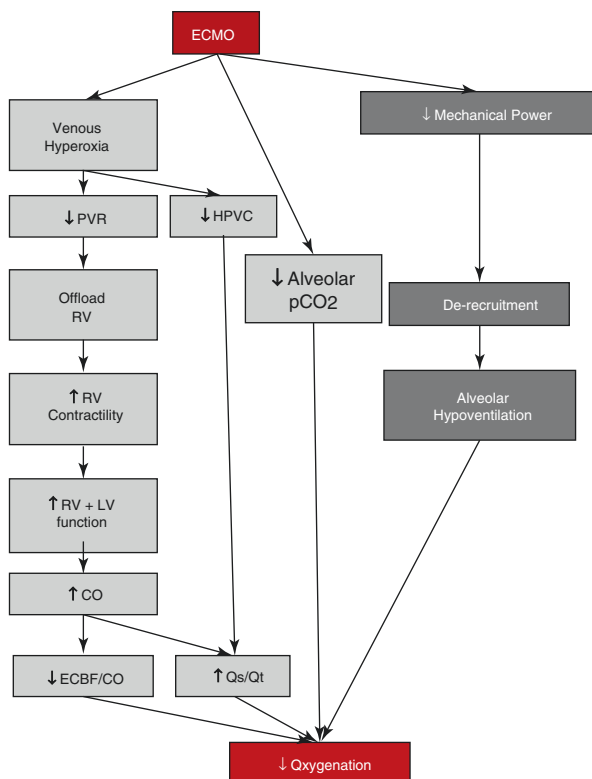 ECMO
Venous
Hyperoxia
↓ Mechanical Power
↓ PVR
↓ HPVC
↓ Alveolar
pCO2
Offload
RV
De-recruitment
↑ RV
Contractility
Alveolar
Hypoventilation
↑ RV + LV
function
↑ CO
↓ ECBF/CO
↑ Qs/Qt
↓ Qxygenation